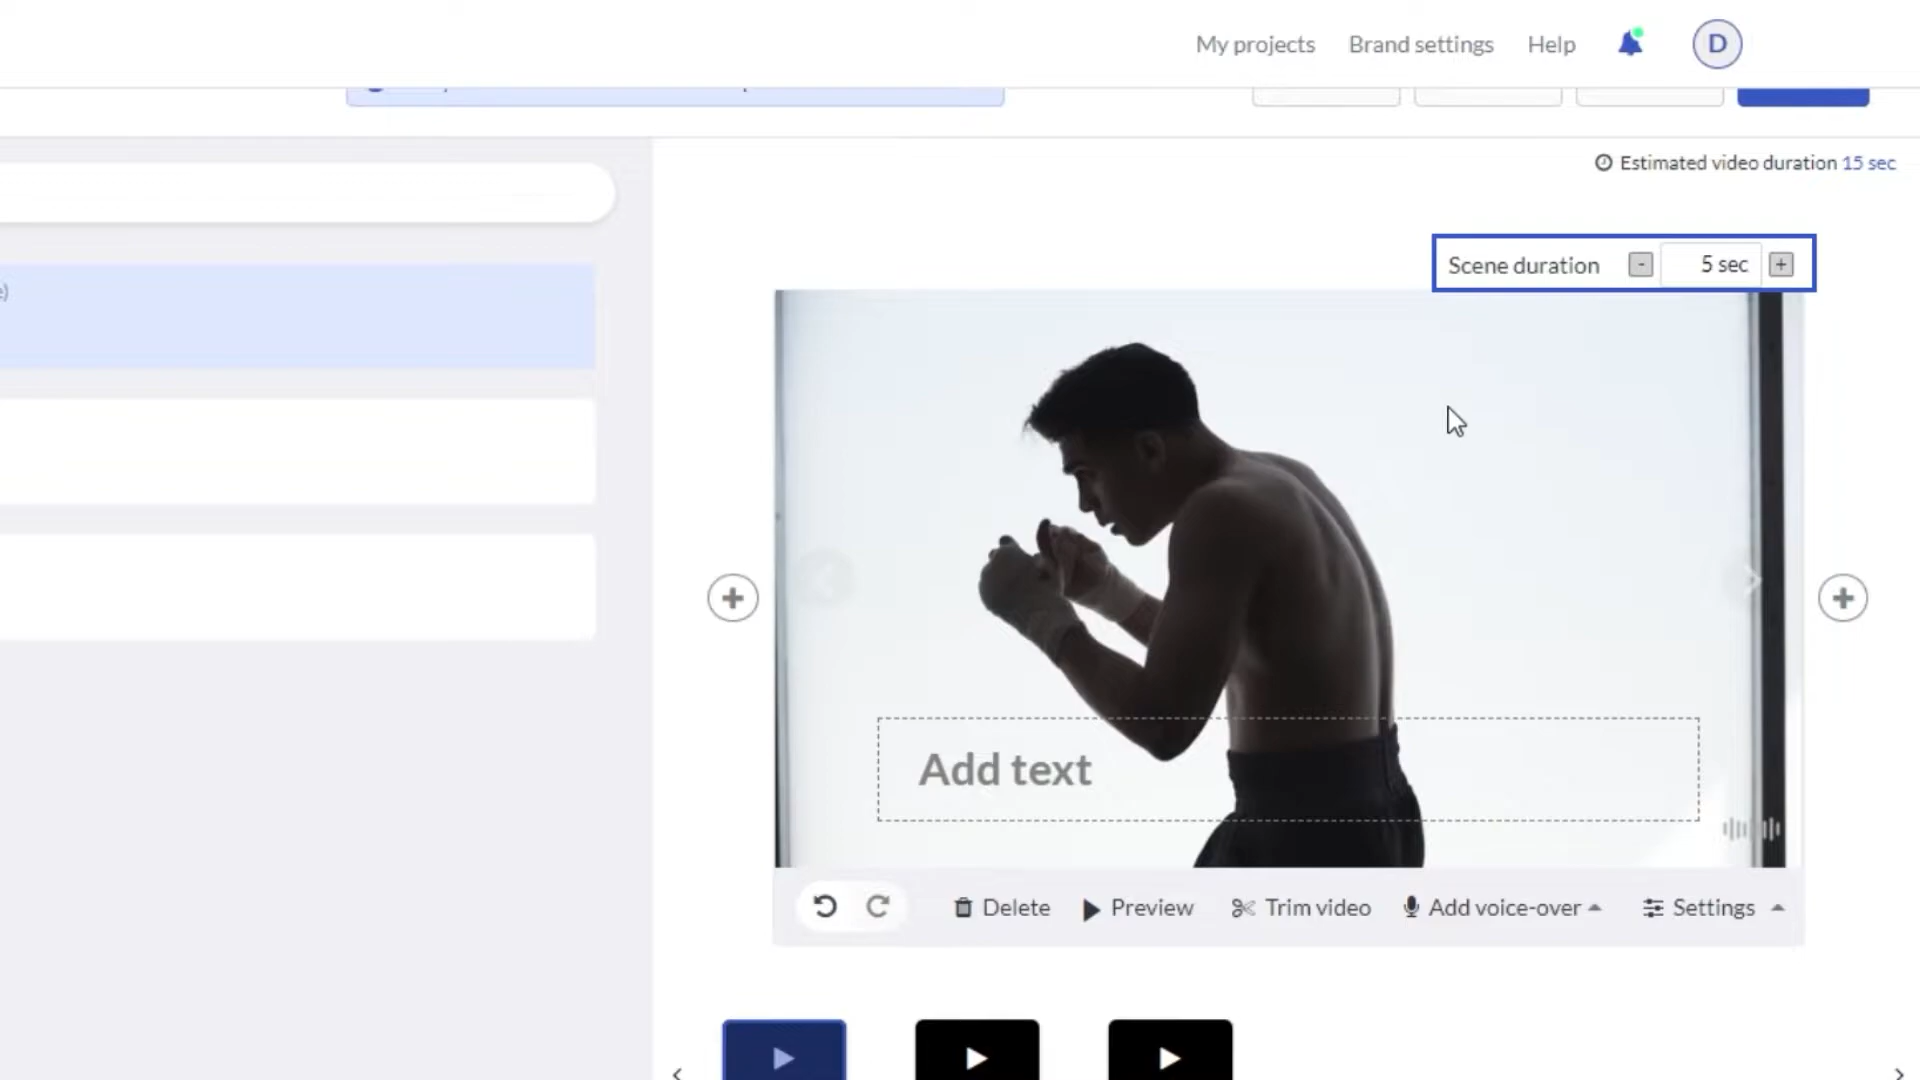 My projects Brand settings Help D
Estimated video duration 15 sec
Scene duration - 5 sec +
e)
Add text
Delete Preview Trim video Add voice-over Settings